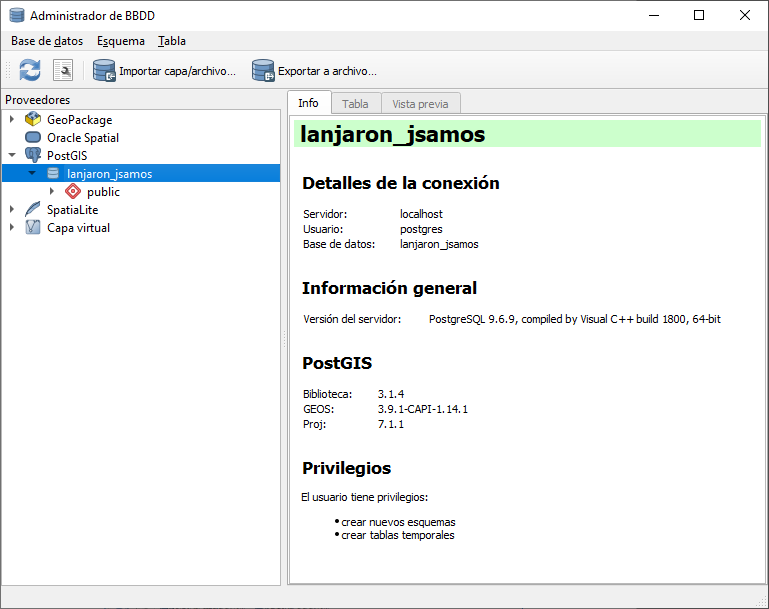 Administrador de BBDD
Base de datos Esquema Tabla
Importar capa/archivo... Exportar a archivo...
Proveedores
GeoPackage
Oracle Spatial
PostGIS
lanjaron_jsamos
public
SpatiaLite
Capa virtual
Info Tabla Vista previa
lanjaron_jsamos
Detalles de la conexión
Servidor: localhost
Usuario: postgres
Base de datos: lanjaron_jsamos
Información general
Versión del servidor: PostgreSQL 9.6.9, compiled by Visual C++ build 1800, 64-bit
PostGIS
Biblioteca: 3.1.4
GEOS: 3.9.1-CAPI-1.14.1
Proj: 7.1.1
Privilegios
El usuario tiene privilegios:
• crear nuevos esquemas
• crear tablas temporales